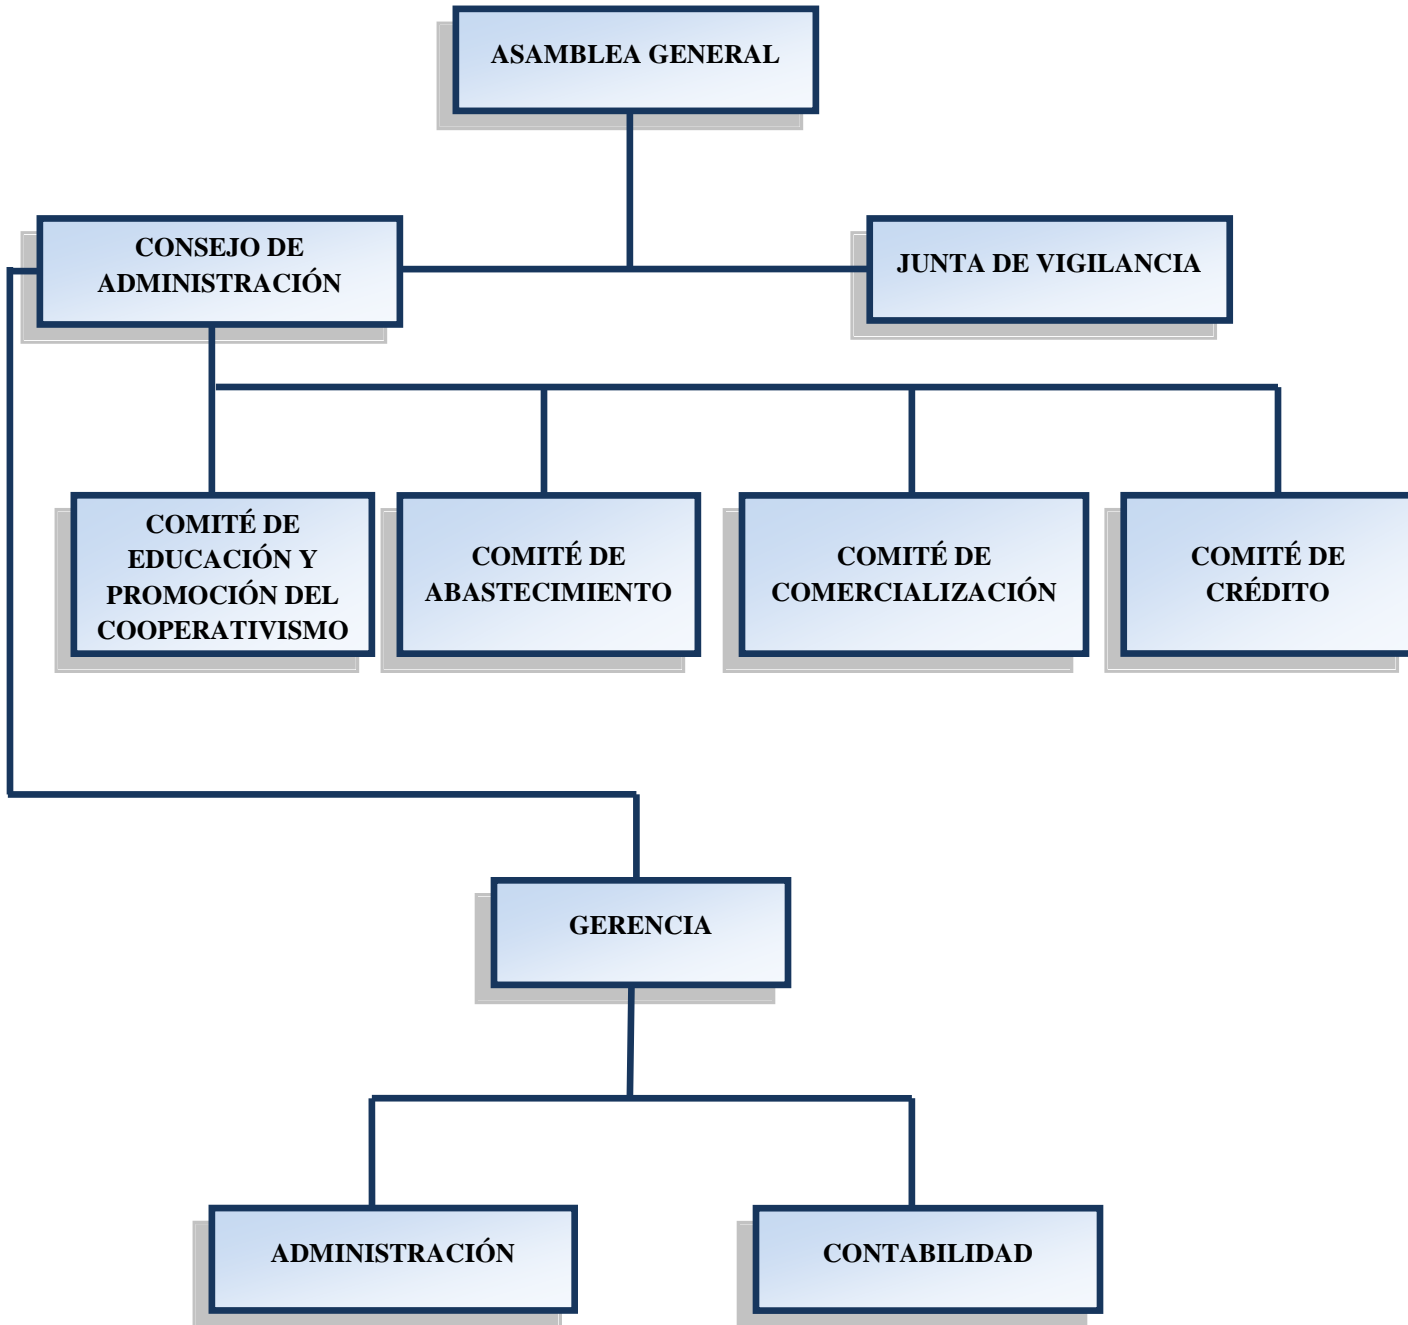 ASAMBLEA GENERAL
CONSEJO DE
ADMINISTRACIÓN
JUNTA DE VIGILANCIA
COMITÉ DE
EDUCACIÓN Y
PROMOCIÓN DEL
COOPERATIVISMO
COMITÉ DE
ABASTECIMIENTO
COMITÉ DE
COMERCIALIZACIÓN
COMITÉ DE
CRÉDITO
GERENCIA
ADMINISTRACIÓN
CONTABILIDAD